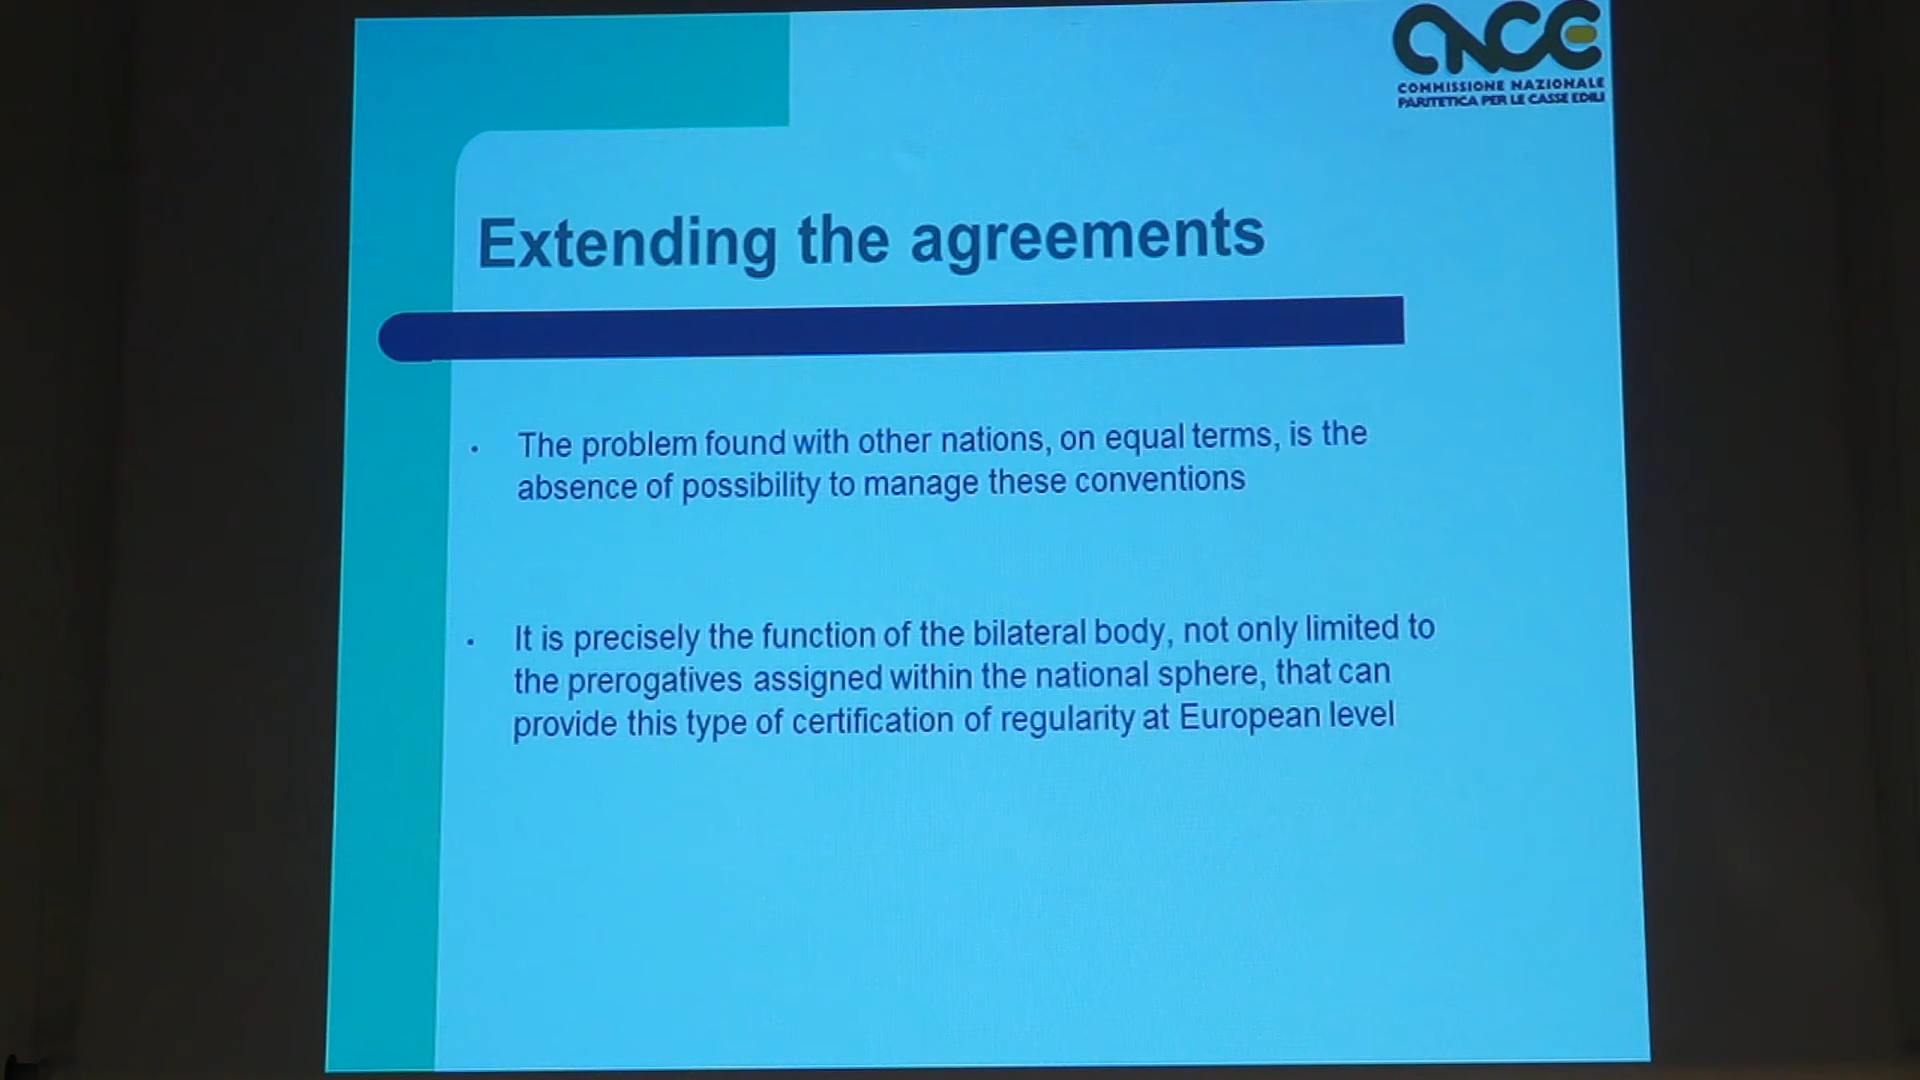 CNCE
COMMISSIONE NAZIONALE
PARITETICA PER LE CASSE EDILI
Extending the agreements
• The problem found with other nations, on equal terms, is the
absence of possibility to manage these conventions
• It is precisely the function of the bilateral body, not only limited to
the prerogatives assigned within the national sphere, that can
provide this type of certification of regularity at European level